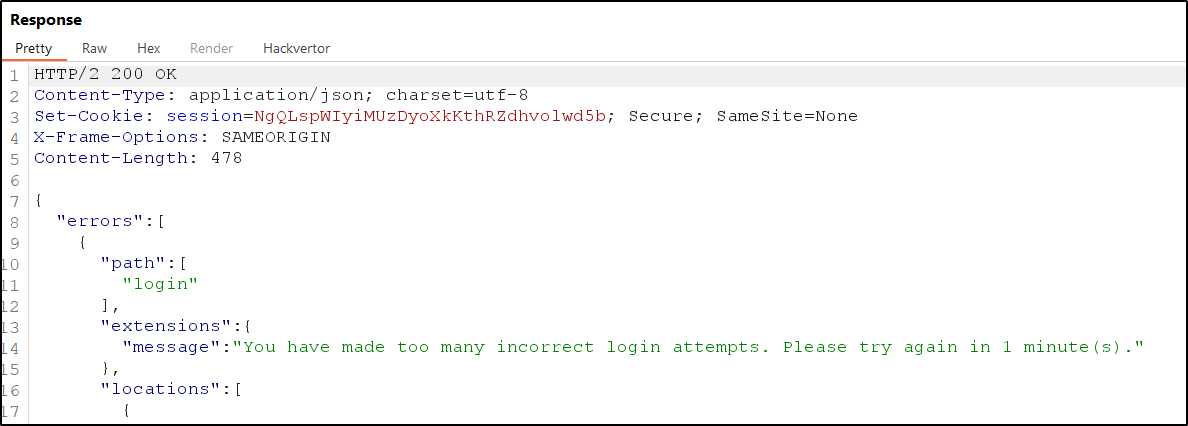 Response
Pretty Raw Hex Render Hackvertor
1 HTTP/2 200 OK
2 Content-Type: application/json; charset=utf-8
3 Set-Cookie: session=NgQLspWIyiMUzDyoXkKthRZdhvolwd5b; Secure; SameSite=None
4 X-Frame-Options: SAMEORIGIN
5 Content-Length: 478
6
7 {
8 "errors":[
9 {
10 "path":[
11 "login"
12 ],
13 "extensions":{
14 "message":"You have made too many incorrect login attempts. Please try again in 1 minute(s)."
15 },
16 "locations":[
17 {